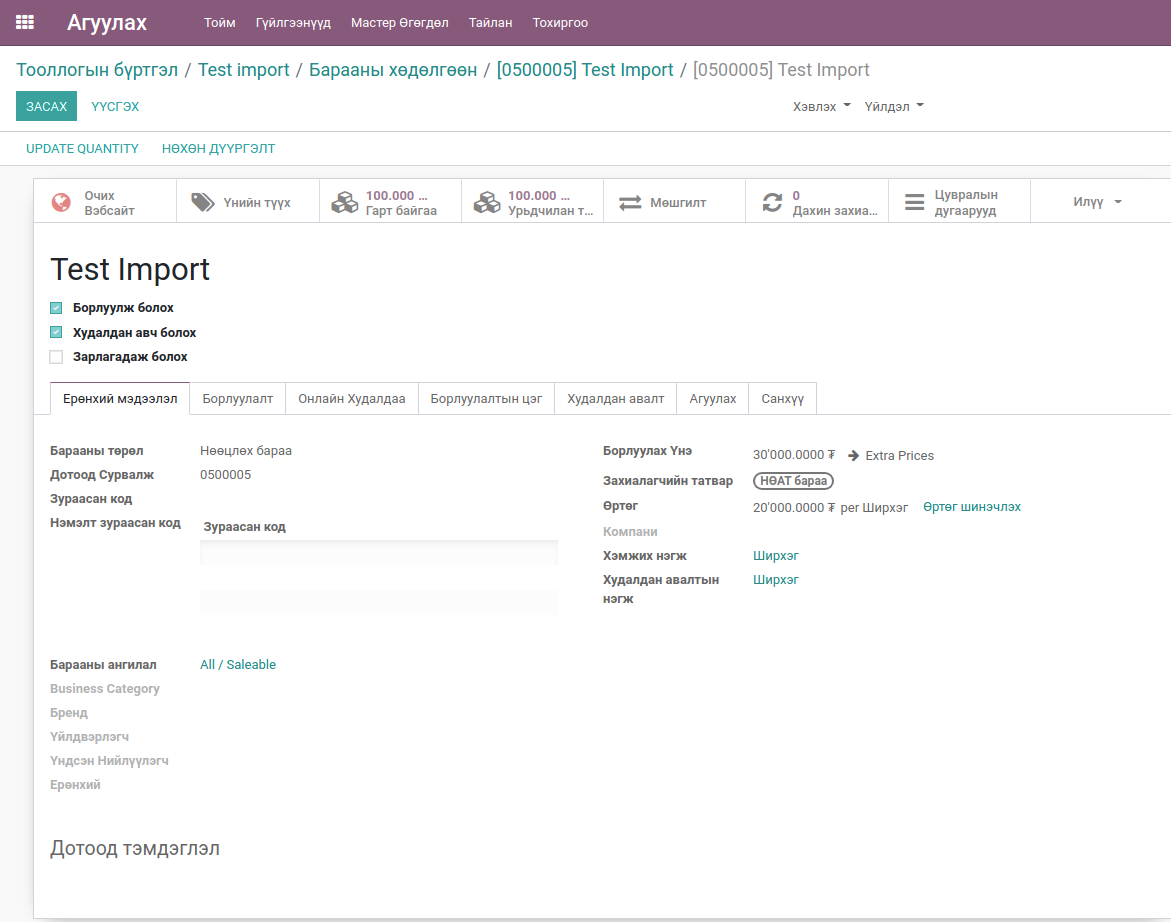 Агуулах Тойм Гүйлгээнүүд Мастер Өгөгдөл Тайлан Тохиргоо
Тооллогын бүртгэл / Test import / Барааны хөдөлгөөн / [0500005] Test Import / [0500005] Test Import
ЗАСАХ ҮҮСГЭХ Хэвлэх Үйлдэл
UPDATE QUANTITY НӨХӨН ДҮҮРГЭЛТ
Очих
Вэбсайт
Үнийн түүх
100.000 ...
Гарт байгаа
100.000 ...
Урьдчилан т...
Мөшгилт
0
Дахин захиа...
Цувралын
дугаарууд
Илүү
Test Import
Борлуулж болох
Худалдан авч болох
Зарлагадаж болох
Ерөнхий мэдээлэл Борлуулалт Онлайн Худалдаа Борлуулалтын цэг Худалдан авалт Агуулах Санхүү
Барааны төрөл Нөөцлөх бараа
Дотоод Сурвалж 0500005
Зураасан код
Нэмэлт зураасан код Зураасан код
Борлуулах Үнэ 30'000.0000 ₮ Extra Prices
Захиалагчийн татвар НӨАТ бараа
Өртөг 20'000.0000 ₮ per Ширхэг Өртөг шинэчлэх
Компани
Хэмжих нэгж Ширхэг
Худалдан авалтын Ширхэг
нэгж
Барааны ангилал All / Saleable
Business Category
Бренд
Үйлдвэрлэгч
Үндсэн Нийлүүлэгч
Ерөнхий
Дотоод тэмдэглэл